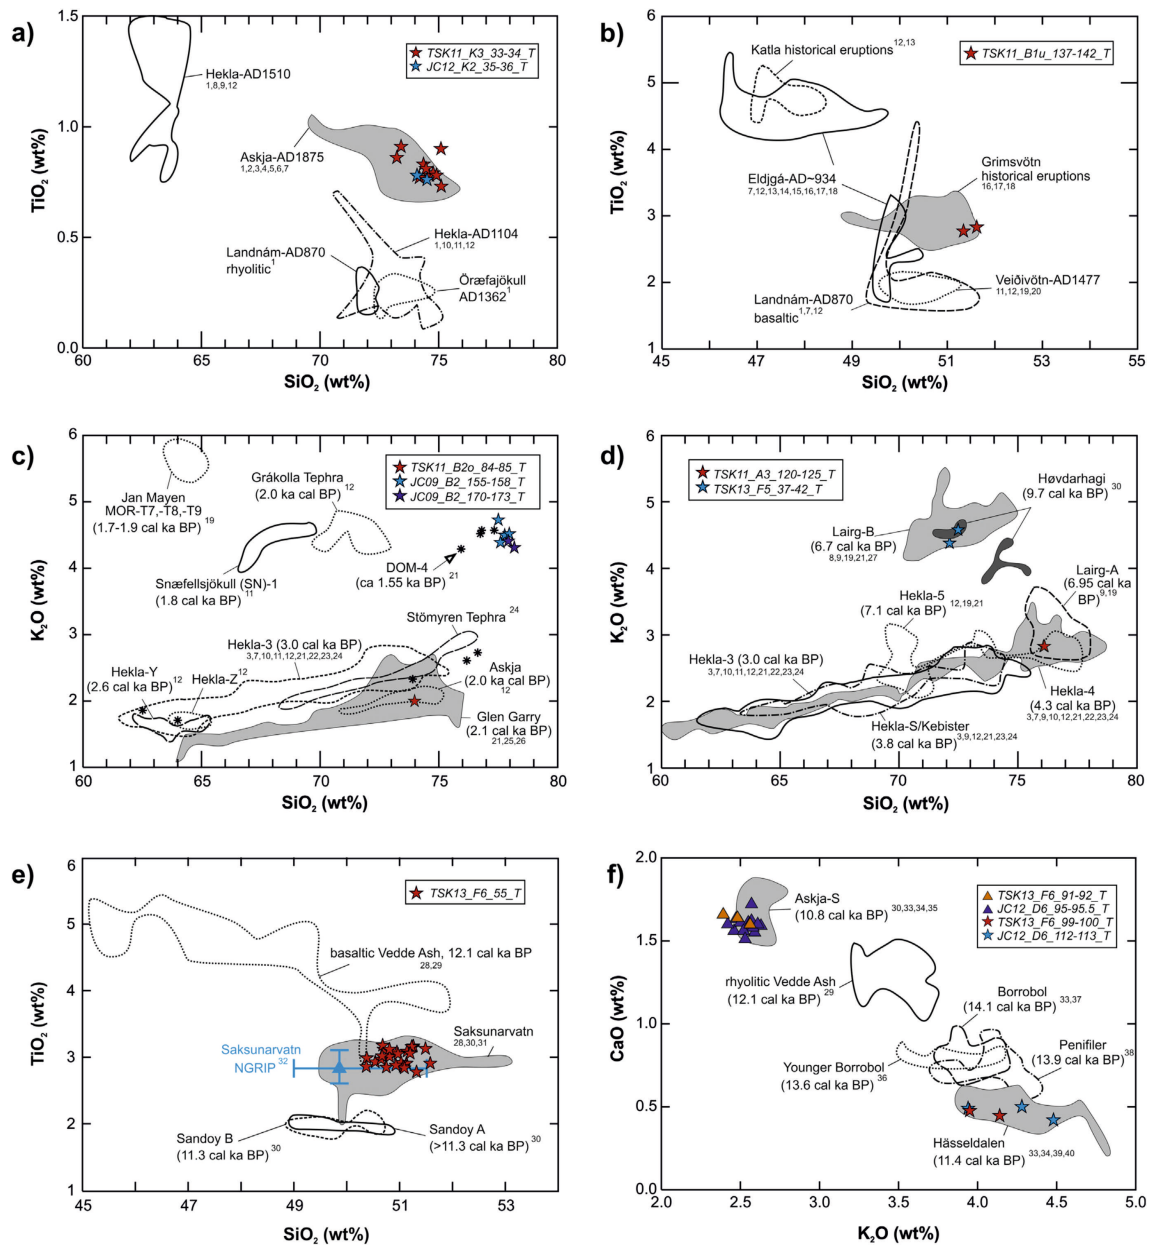 a)
TiO2 (wt%)
1.5
1.0
0.5
0.0
60
65
70
75
80
SiO2 (wt%)
TSK11_K3_33-34_T
JC12_K2_35-36_T
Hekla-AD1510
1,8,9,12
Askja-AD1875
1,2,3,4,5,6,7
Hekla-AD1104
1,10,11,12
Landnám-AD870
rhyolitic 1
Öræfajökull
AD1362 1
b)
TiO2 (wt%)
6
5
4
3
2
1
45
47
49
51
53
55
SiO2 (wt%)
TSK11_B1u_137-142_T
Katla historical eruptions 12,13
Eldjgá-AD~934
7,12,13,14,15,16,17,18
Grimsvötn
historical eruptions
16,17,18
Veiðivötn-AD1477
11,12,19,20
Landnám-AD870
basaltic 1,7,12
c)
K2O (wt%)
6
5
4
3
2
1
60
65
70
75
80
SiO2 (wt%)
TSK11_B2o_84-85_T
JC09_B2_155-158_T
JC09_B2_170-173_T
Jan Mayen
MOR-T7,-T8,-T9
(1.7-1.9 cal ka BP) 19
Grákolla Tephra
(2.0 ka cal BP) 12
Snæfellsjökull (SN)-1
(1.8 cal ka BP) 11
DOM-4
(ca 1.55 ka BP) 21
Stömyren Tephra 24
Hekla-3 (3.0 cal ka BP)
3,7,10,11,12,21,22,23,24
Hekla-Y
(2.6 cal ka BP) 12
Hekla-Z 12
Askja
(2.0 ka cal BP)
12
Glen Garry
(2.1 cal ka BP)
21,25,26
d)
K2O (wt%)
6
5
4
3
2
1
60
65
70
75
80
SiO2 (wt%)
TSK11_A3_120-125_T
TSK13_F5_37-42_T
Høvdarhagi
(9.7 cal ka BP) 30
Lairg-B
(6.7 cal ka BP)
8,9,19,21,27
Lairg-A
(6.95 cal ka
BP) 9,19
Hekla-5
(7.1 cal ka BP) 12,19,21
Hekla-3 (3.0 cal ka BP)
3,7,10,11,12,21,22,23,24
Hekla-4
(4.3 cal ka BP)
3,7,9,10,12,21,22,23,24
Hekla-S/Kebister
(3.8 cal ka BP) 3,9,12,21,23,24
e)
TiO2 (wt%)
6
5
4
3
2
1
45
47
49
51
53
SiO2 (wt%)
TSK13_F6_55_T
basaltic Vedde Ash, 12.1 cal ka BP
28,29
Saksunarvatn
28,30,31
Saksunarvatn
NGRIP 32
Sandoy B
(11.3 cal ka BP) 30
Sandoy A
(>11.3 cal ka BP) 30
f)
CaO (wt%)
2.0
1.5
1.0
0.5
0.0
2.0
2.5
3.0
3.5
4.0
4.5
5.0
K2O (wt%)
TSK13_F6_91-92_T
JC12_D6_95-95.5_T
TSK13_F6_99-100_T
JC12_D6_112-113_T
Askja-S
(10.8 cal ka BP) 30,33,34,35
rhyolitic Vedde Ash
(12.1 cal ka BP) 29
Borrobol
(14.1 cal ka BP) 33,37
Penifiler
(13.9 cal ka BP) 38
Younger Borrobol
(13.6 cal ka BP) 36
Hässeldalen
(11.4 cal ka BP) 33,34,39,40